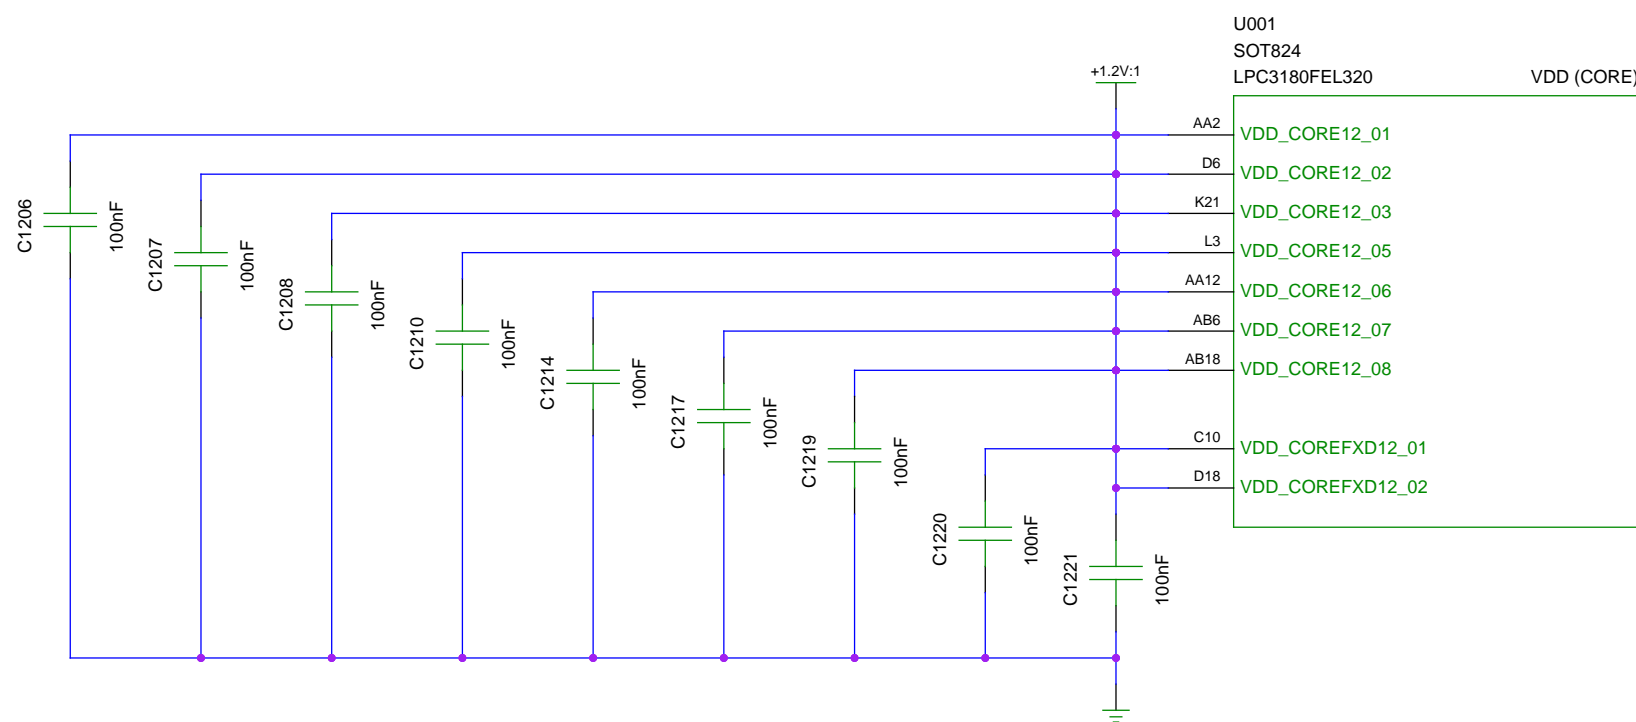 U001
SOT824
LPC3180FEL320 VDD (CORE)
+1.2V:1
AA2 VDD_CORE12_01
D6 VDD_CORE12_02
K21 VDD_CORE12_03
L3 VDD_CORE12_05
AA12 VDD_CORE12_06
AB6 VDD_CORE12_07
AB18 VDD_CORE12_08
C10 VDD_COREFXD12_01
D18 VDD_COREFXD12_02
C1206 100nF
C1207 100nF
C1208 100nF
C1210 100nF
C1214 100nF
C1217 100nF
C1219 100nF
C1220 100nF
C1221 100nF